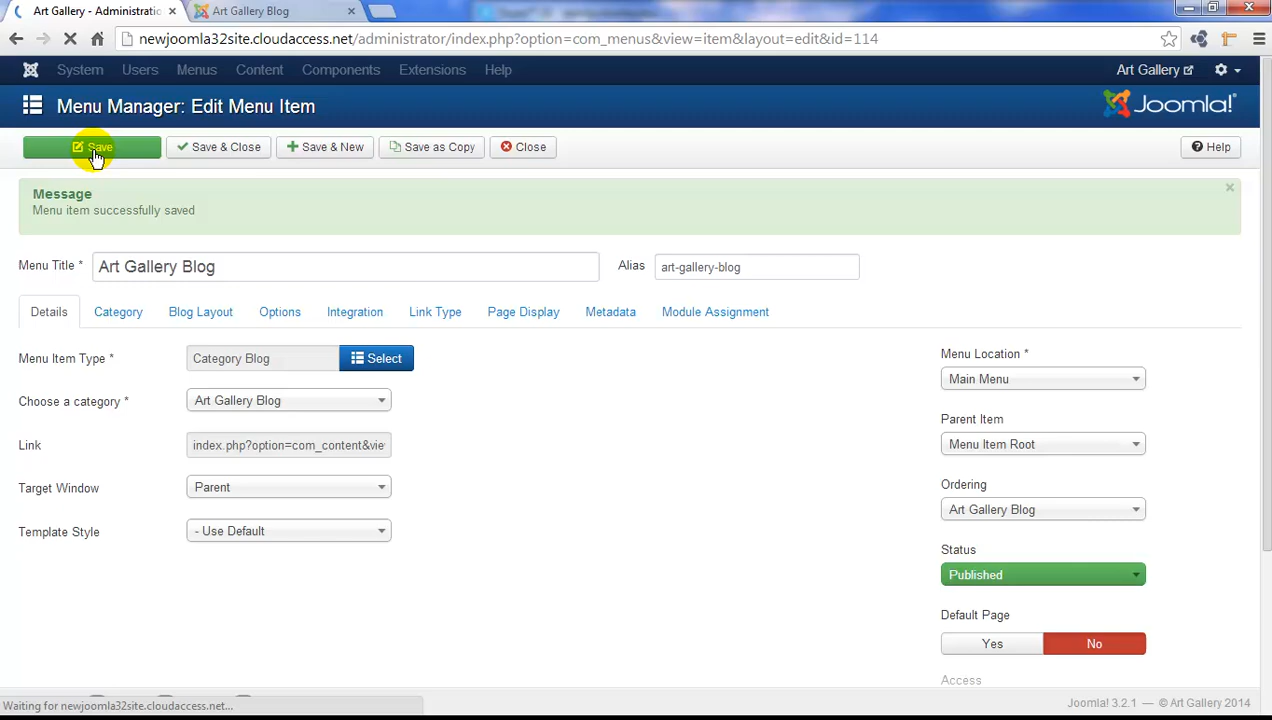 Art Gallery - Administratio
Art Gallery Blog
newjoomla32site.cloudaccess.net/administrator/index.php?option=com_menus&view=item&layout=edit&id=114
System Users Menus Content Components Extensions Help
Art Gallery
Menu Manager: Edit Menu Item
Joomla!
Save
Save & Close
Save & New
Save as Copy
Close
Help
Message
Menu item successfully saved
Menu Title *
Art Gallery Blog
Alias
art-gallery-blog
Details Category Blog Layout Options Integration Link Type Page Display Metadata Module Assignment
Menu Item Type *
Category Blog
Select
Choose a category *
Art Gallery Blog
Link
index.php?option=com_content&vie
Target Window
Parent
Template Style
- Use Default
Menu Location *
Main Menu
Parent Item
Menu Item Root
Ordering
Art Gallery Blog
Status
Published
Default Page
Yes No
Access
Waiting for newjoomla32site.cloudaccess.net...
Joomla! 3.2.1 — © Art Gallery 2014